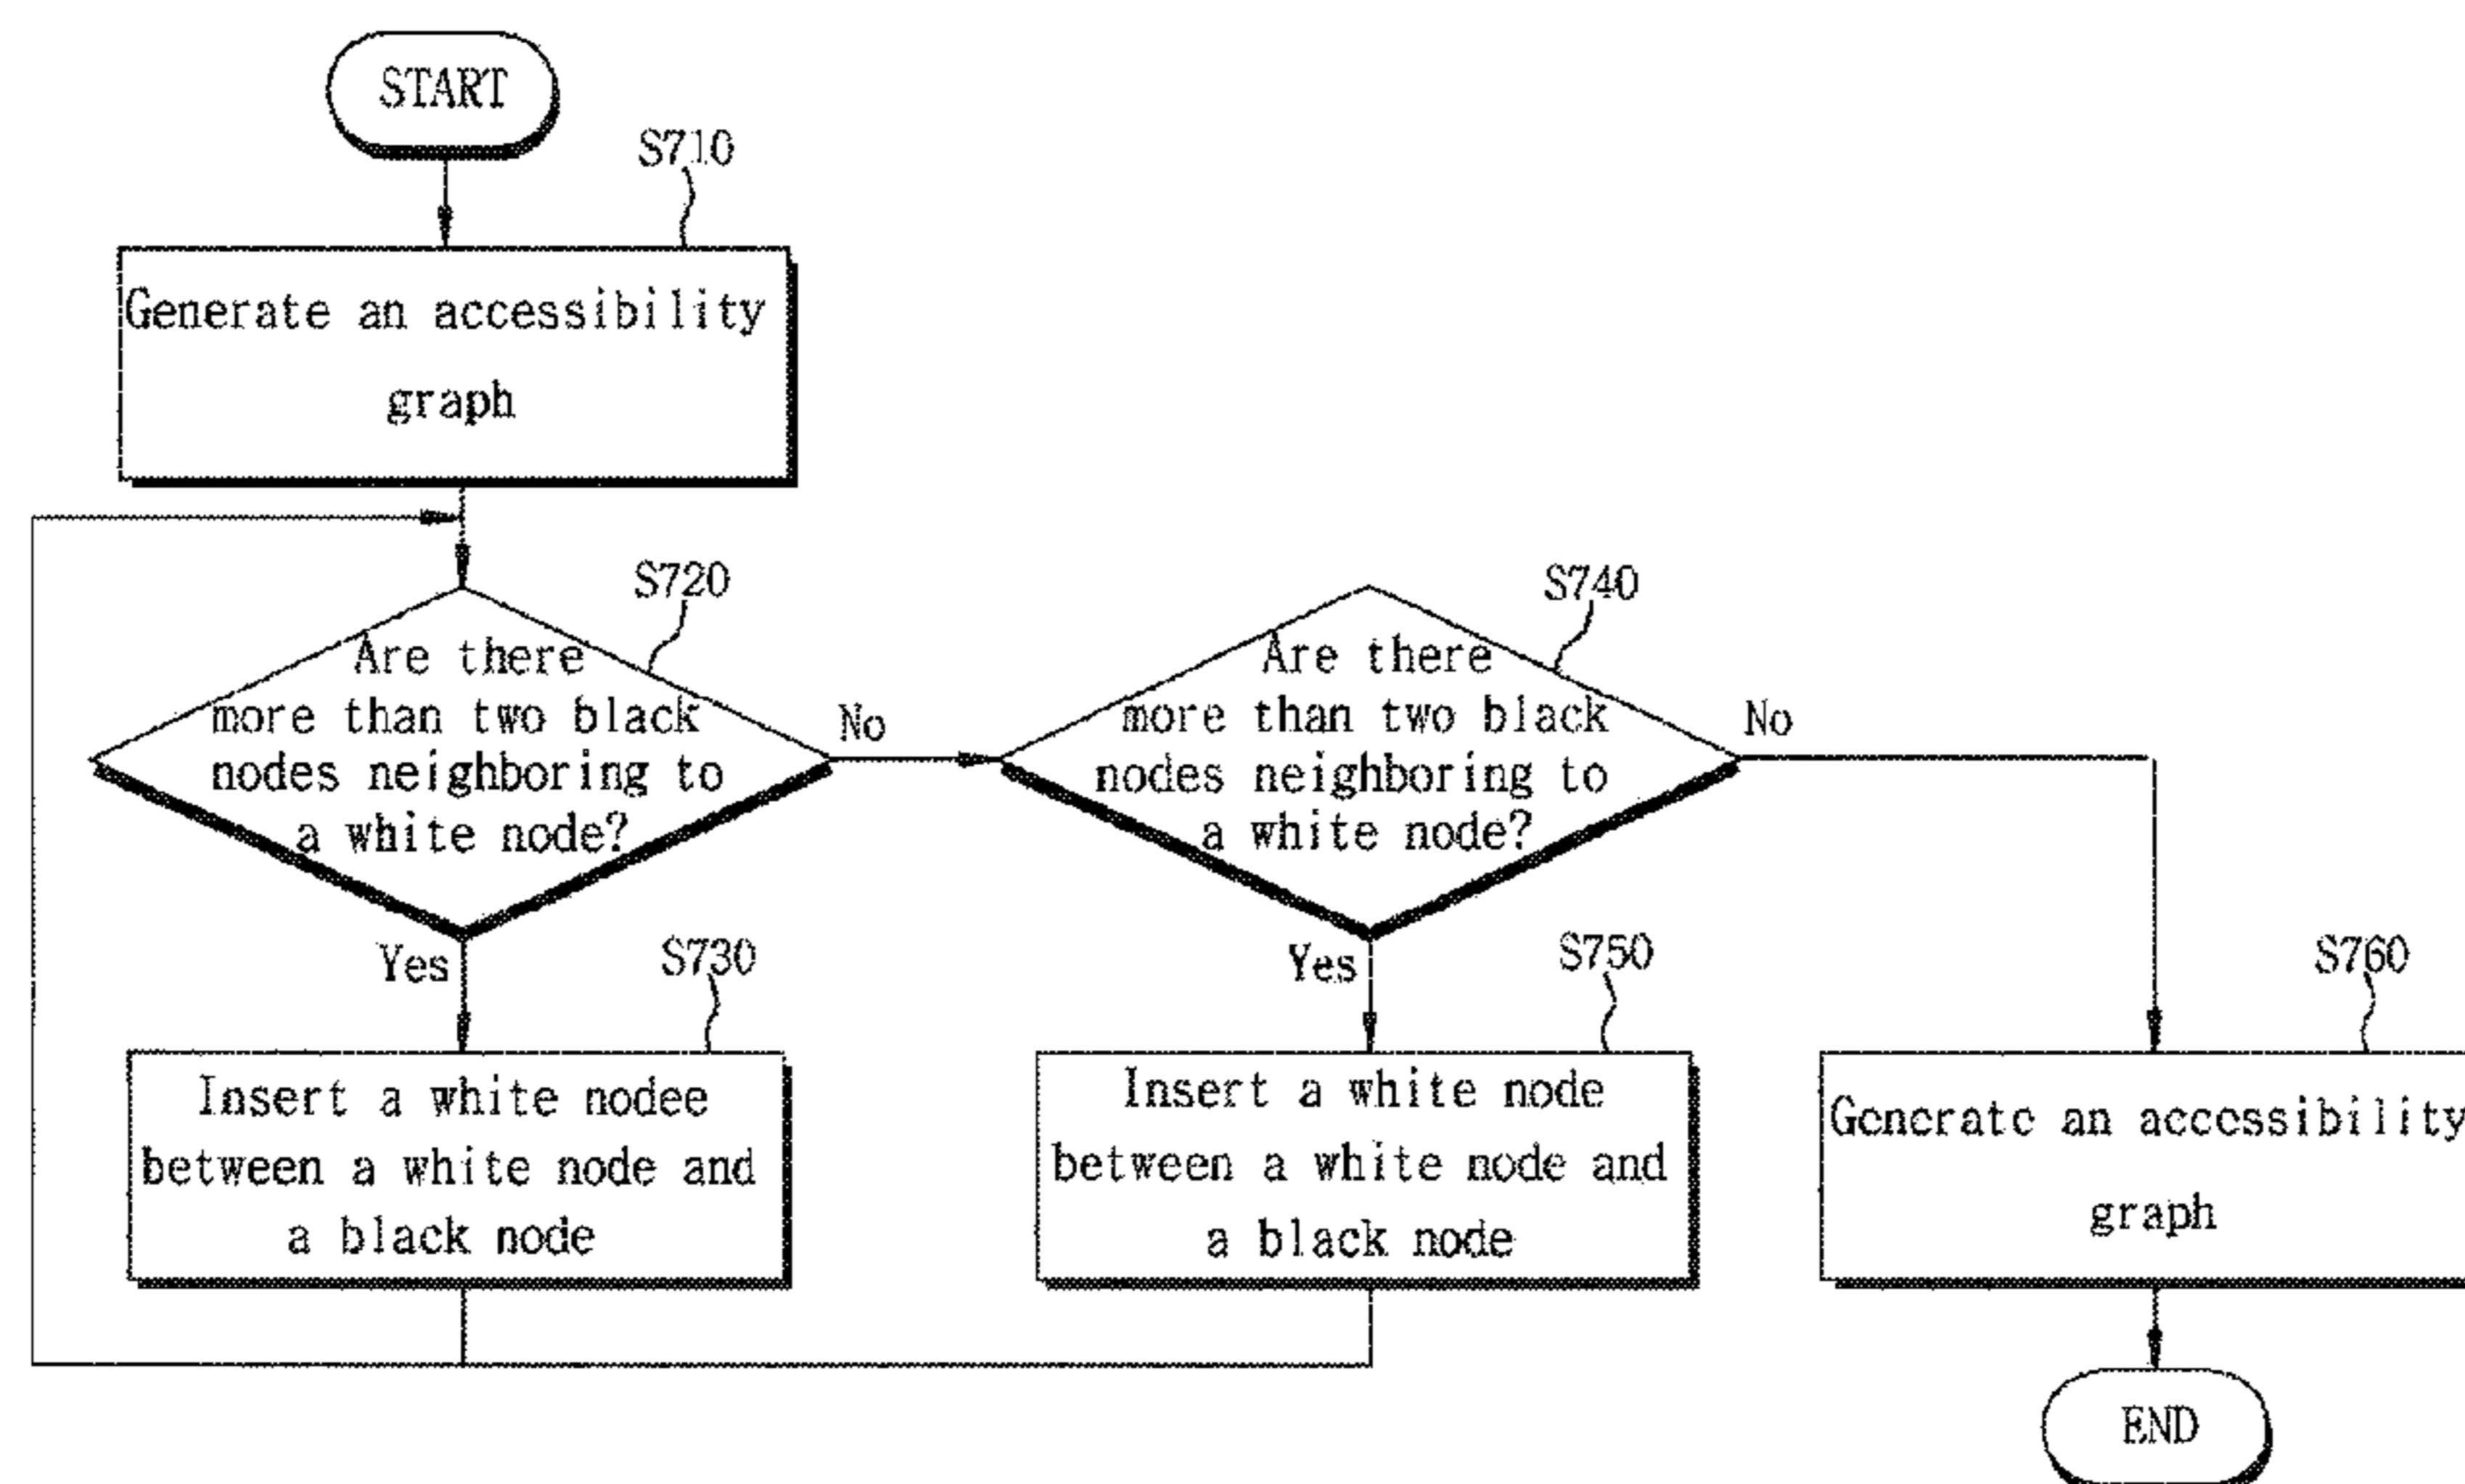 START
S710
Generate an accessibility
graph
S720
Are there
more than two black
nodes neighboring to
a white node?
No
Yes
S740
Are there
more than two black
nodes neighboring to
a white node?
No
Yes
S730
Insert a white nodee
between a white node and
a black node
S750
Insert a white node
between a white node and
a black node
S760
Generate an accessibility
graph
END